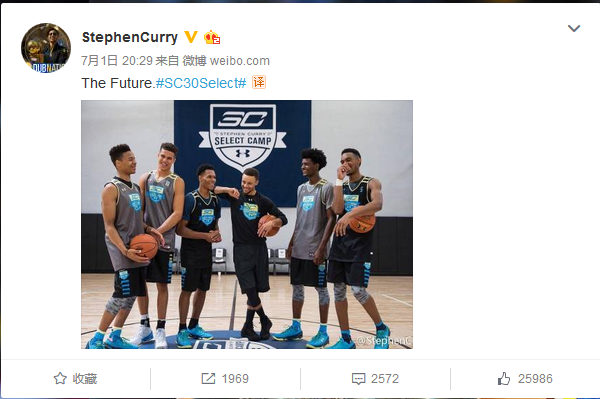 StephenCurry
7月1日 20:29 来自 微博 weibo.com
The Future.#SC30Select# 译
SC
STEPHEN CURRY
SELECT CAMP
@StephenC
收藏
1969
2572
25986